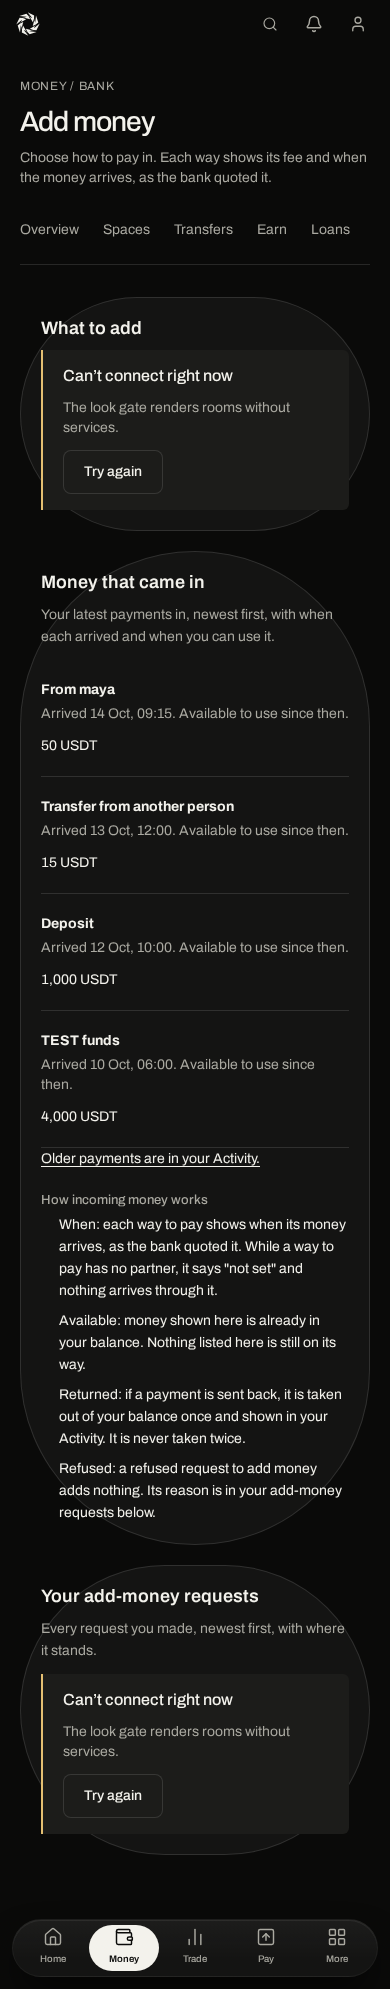 MONEY / BANK
Add money
Choose how to pay in. Each way shows its fee and when
the money arrives, as the bank quoted it.
Overview Spaces Transfers Earn Loans
What to add
Can’t connect right now
The look gate renders rooms without
services.
Try again
Money that came in
Your latest payments in, newest first, with when
each arrived and when you can use it.
From maya
Arrived 14 Oct, 09:15. Available to use since then.
50 USDT
Transfer from another person
Arrived 13 Oct, 12:00. Available to use since then.
15 USDT
Deposit
Arrived 12 Oct, 10:00. Available to use since then.
1,000 USDT
TEST funds
Arrived 10 Oct, 06:00. Available to use since
then.
4,000 USDT
Older payments are in your Activity.
How incoming money works
When: each way to pay shows when its money
arrives, as the bank quoted it. While a way to
pay has no partner, it says "not set" and
nothing arrives through it.
Available: money shown here is already in
your balance. Nothing listed here is still on its
way.
Returned: if a payment is sent back, it is taken
out of your balance once and shown in your
Activity. It is never taken twice.
Refused: a refused request to add money
adds nothing. Its reason is in your add-money
requests below.
Your add-money requests
Every request you made, newest first, with where
it stands.
Can’t connect right now
The look gate renders rooms without
services.
Try again
Home Money Trade Pay More